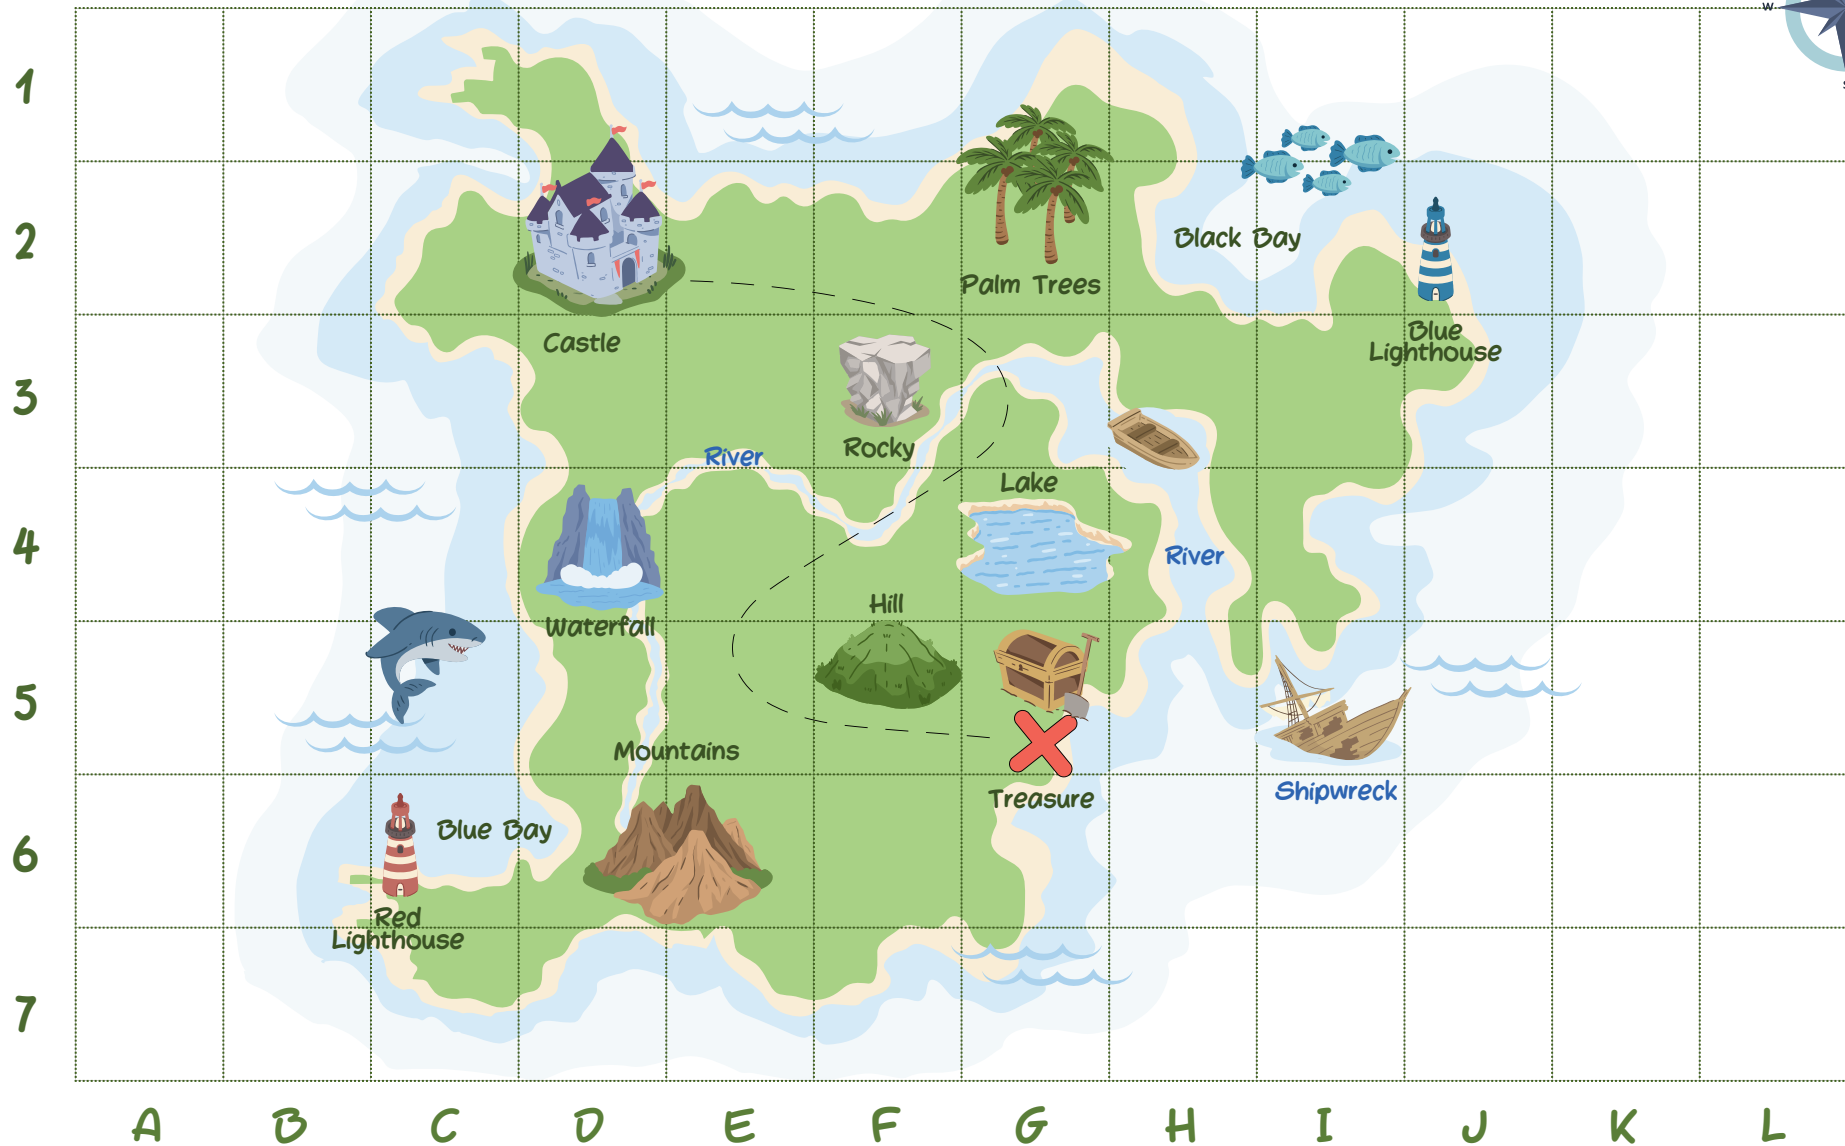 W
S
1
2
Black Bay
Palm Trees
Castle
Blue
Lighthouse
3
Rocky
River
Lake
4
River
Hill
Waterfall
5
Mountains
Shipwreck
Treasure
Blue Bay
6
Red
Lighthouse
7
A B C D E F G H I J K L